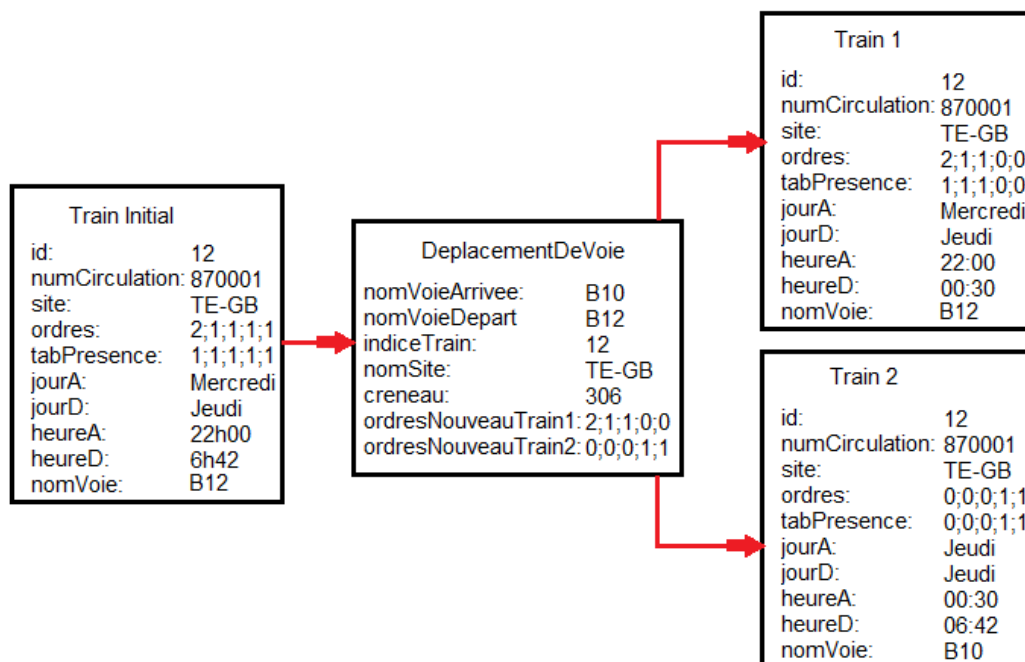 Train Initial
id: 12
numCirculation: 870001
site: TE-GB
ordres: 2;1;1;1;1
tabPresence: 1;1;1;1;1
jourA: Mercredi
jourD: Jeudi
heureA: 22h00
heureD: 6h42
nomVoie: B12
DeplacementDeVoie
nomVoieArrivee: B10
nomVoieDepart B12
indiceTrain: 12
nomSite: TE-GB
creneau: 306
ordresNouveauTrain1: 2;1;1;0;0
ordresNouveauTrain2: 0;0;0;1;1
Train 1
id: 12
numCirculation: 870001
site: TE-GB
ordres: 2;1;1;0;0
tabPresence: 1;1;1;0;0
jourA: Mercredi
jourD: Jeudi
heureA: 22:00
heureD: 00:30
nomVoie: B12
Train 2
id: 12
numCirculation: 870001
site: TE-GB
ordres: 0;0;0;1;1
tabPresence: 0;0;0;1;1
jourA: Jeudi
jourD: Jeudi
heureA: 00:30
heureD: 06:42
nomVoie: B10